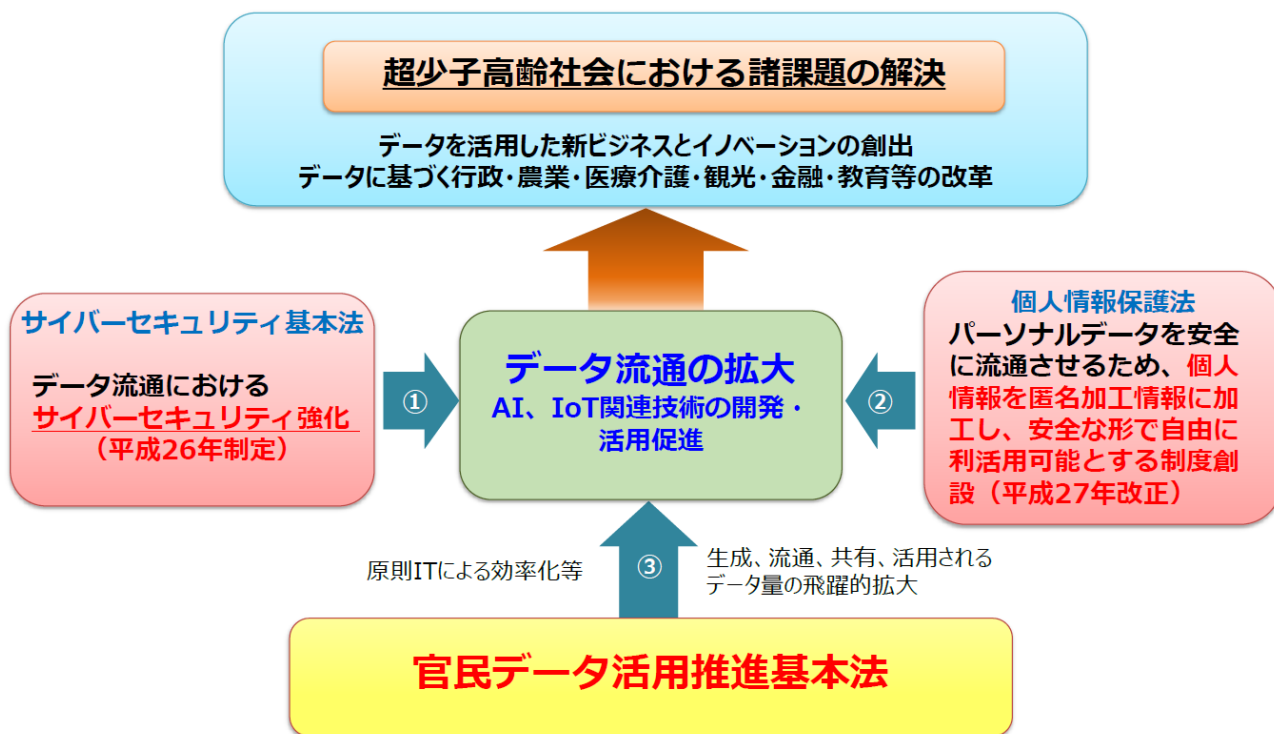 超少子高齢社会における諸課題の解決
データを活用した新ビジネスとイノベーションの創出
データに基づく行政・農業・医療介護・観光・金融・教育等の改革
サイバーセキュリティ基本法
データ流通における
サイバーセキュリティ強化
（平成26年制定）
①
データ流通の拡大
AI、IoT関連技術の開発・
活用促進
②
個人情報保護法
パーソナルデータを安全
に流通させるため、個人
情報を匿名加工情報に加
工し、安全な形で自由に
利活用可能とする制度創
設（平成27年改正）
原則ITによる効率化等
③
生成、流通、共有、活用される
データ量の飛躍的拡大
官民データ活用推進基本法